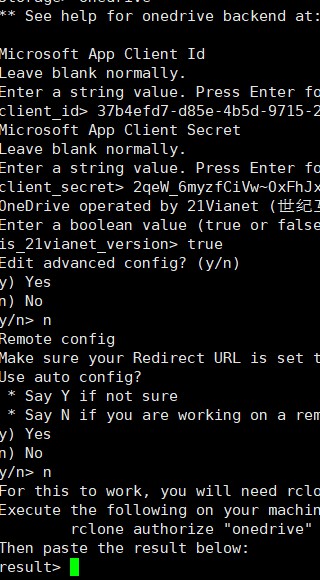 ** See help for onedrive backend at:
Microsoft App Client Id
Leave blank normally.
Enter a string value. Press Enter fo
client_id> 37b4efd7-d85e-4b5d-9715-2
Microsoft App Client Secret
Leave blank normally.
Enter a string value. Press Enter fo
client_secret> 2qeW_6myzfCiVw~OxFhJx
OneDrive operated by 21Vianet (世纪互
Enter a boolean value (true or false
is_21vianet_version> true
Edit advanced config? (y/n)
y) Yes
n) No
y/n> n
Remote config
Make sure your Redirect URL is set t
Use auto config?
* Say Y if not sure
* Say N if you are working on a rem
y) Yes
n) No
y/n> n
For this to work, you will need rclo
Execute the following on your machin
rclone authorize "onedrive"
Then paste the result below:
result>